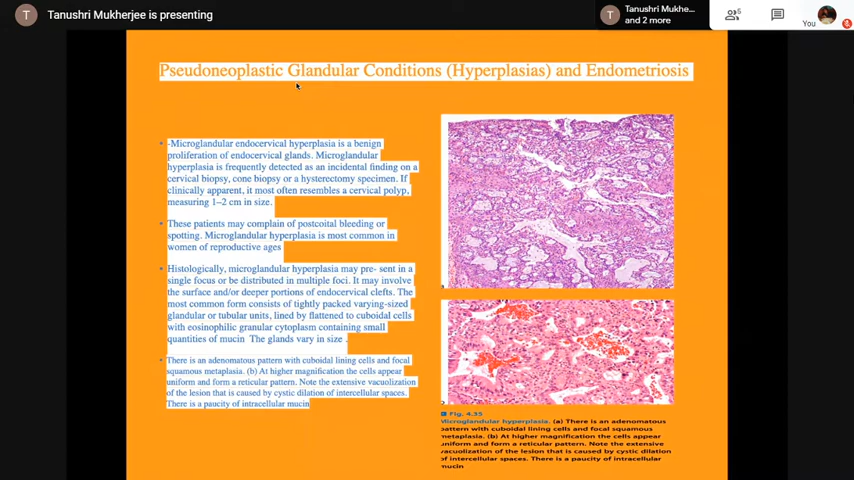 Tanushri Mukherjee is presenting
T
T
Tanushri Mukhe...
and 2 more
6
You
Pseudoneoplastic Glandular Conditions (Hyperplasias) and Endometriosis
-Microglandular endocervical hyperplasia is a benign
proliferation of endocervical glands. Microglandular
hyperplasia is frequently detected as an incidental finding on a
cervical biopsy, cone biopsy or a hysterectomy specimen. If
clinically apparent, it most often resembles a cervical polyp,
measuring 1–2 cm in size.
These patients may complain of postcoital bleeding or
spotting. Microglandular hyperplasia is most common in
women of reproductive ages
Histologically, microglandular hyperplasia may pre- sent in a
single focus or be distributed in multiple foci. It may involve
the surface and/or deeper portions of endocervical clefts. The
most common form consists of tightly packed varying-sized
glandular or tubular units, lined by flattened to cuboidal cells
with eosinophilic granular cytoplasm containing small
quantities of mucin The glands vary in size .
There is an adenomatous pattern with cuboidal lining cells and focal
squamous metaplasia. (b) At higher magnification the cells appear
uniform and form a reticular pattern. Note the extensive vacuolization
of the lesion that is caused by cystic dilation of intercellular spaces.
There is a paucity of intracellular mucin
Fig. 4.35
Microglandular hyperplasia. (a) There is an adenomatous
pattern with cuboidal lining cells and focal squamous
metaplasia. (b) At higher magnification the cells appear
uniform and form a reticular pattern. Note the extensive
vacuolization of the lesion that is caused by cystic dilation
of intercellular spaces. There is a paucity of intracellular
mucin